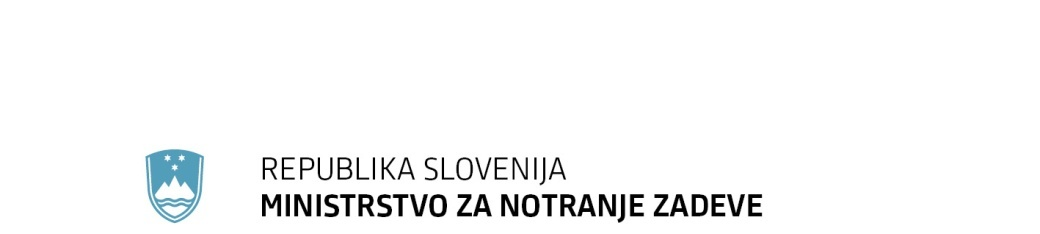 REPUBLIKA SLOVENIJA
MINISTRSTVO ZA NOTRANJE ZADEVE